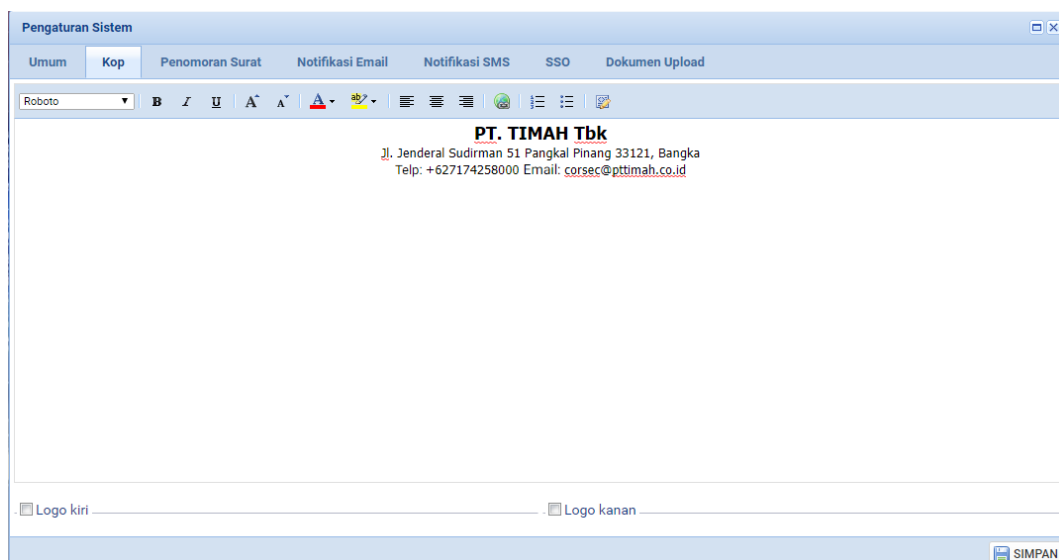 Pengaturan Sistem
Umum Kop Penomoran Surat Notifikasi Email Notifikasi SMS SSO Dokumen Upload
Roboto B I U A A A ab
PT. TIMAH Tbk
Jl. Jenderal Sudirman 51 Pangkal Pinang 33121, Bangka
Telp: +627174258000 Email: corsec@pttimah.co.id
Logo kiri Logo kanan
SIMPAN